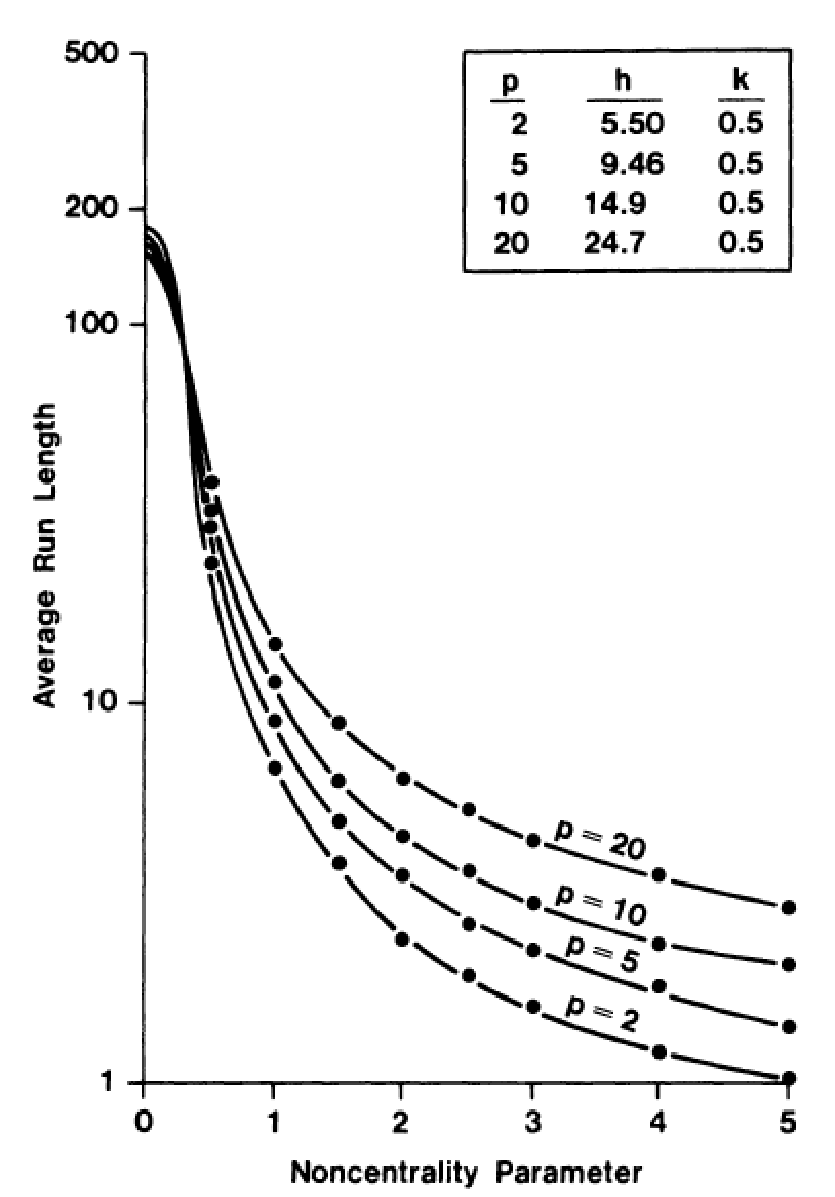 500
p h k
2 5.50 0.5
5 9.46 0.5
200
10 14.9 0.5
20 24.7 0.5
100
Average Run Length
10
p = 20
p = 10
p = 5
p = 2
1
0 1 2 3 4 5
Noncentrality Parameter